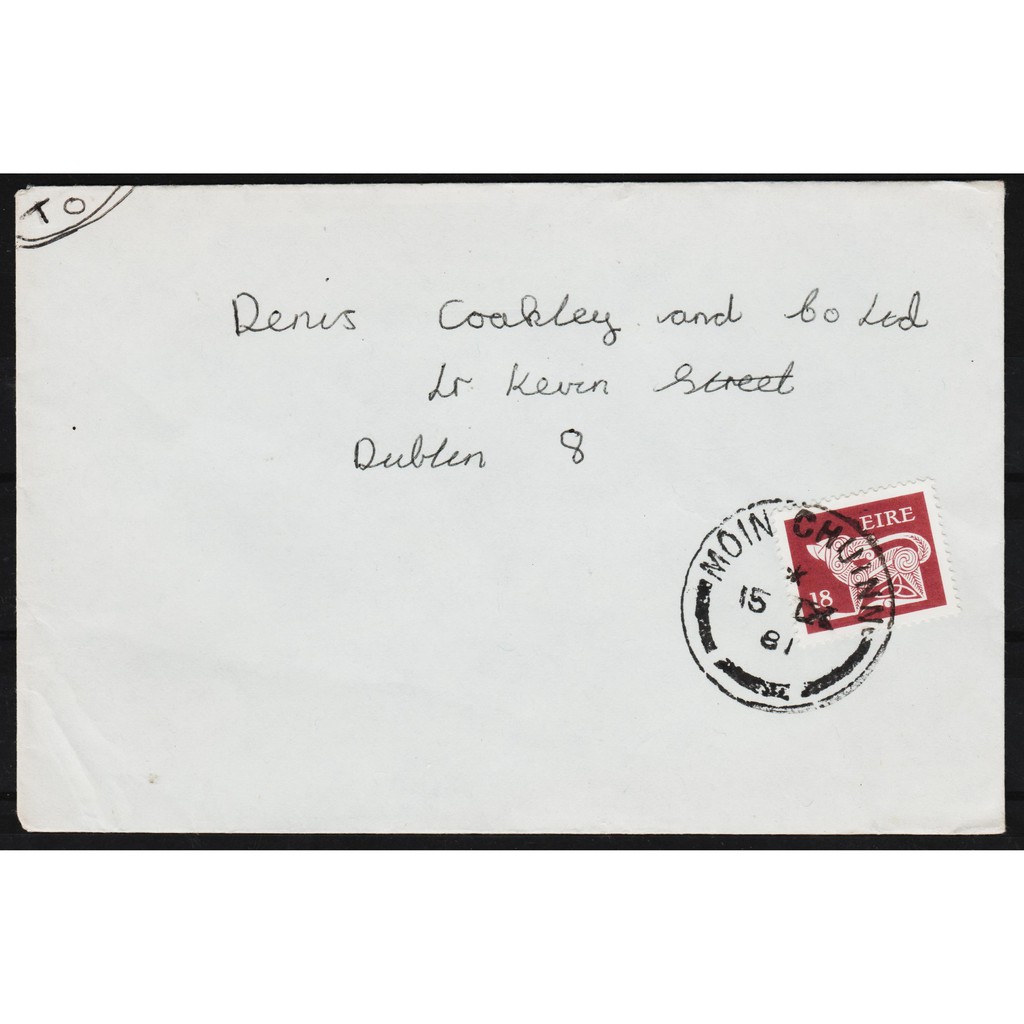 TO
Denis Coakley and Co Ltd
Lr Kevin Street
Dublin 8
EIRE
18
MOIN CHUINN
15
81